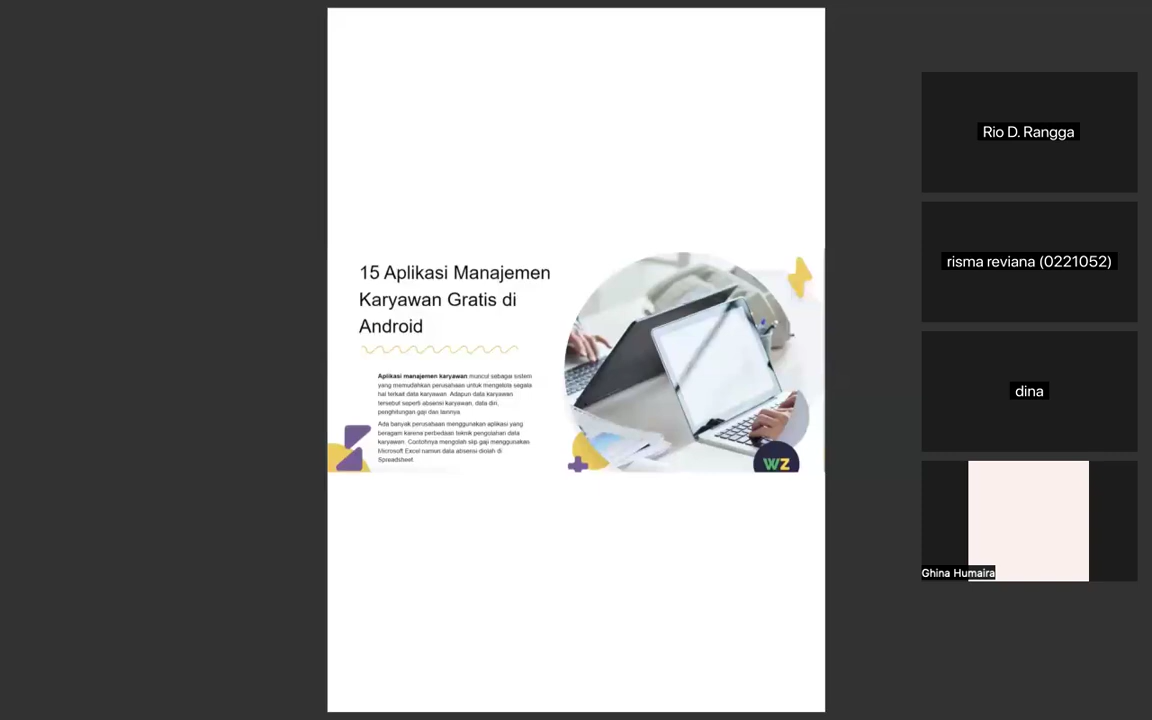 15 Aplikasi Manajemen
Karyawan Gratis di
Android
Aplikasi manajemen karyawan muncul sebagai sistem
yang memudahkan perusahaan untuk mengelola segala
hal terkait data karyawan. Adapun data karyawan
tersebut seperti absensi karyawan, data diri,
penghitungan gaji dan lainnya.
Ada banyak perusahaan menggunakan aplikasi yang
beragam karena perbedaan teknik pengolahan data
karyawan. Contohnya mengolah slip gaji menggunakan
Microsoft Excel namun data absensi diolah di
Spreadsheet.
WZ
Rio D. Rangga
risma reviana (0221052)
dina
Ghina Humaira